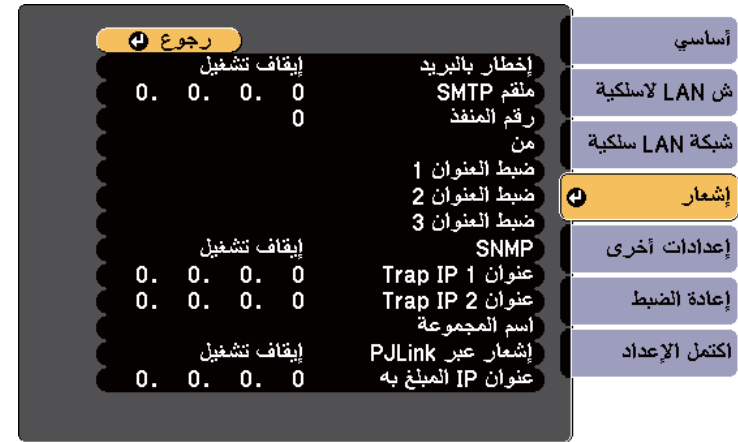 أساسي
ش LAN لاسلكية
شبكة LAN سلكية
إشعار
إعدادات أخرى
إعادة الضبط
اكتمل الإعداد
رجوع
إخطار بالبريد إيقاف تشغيل
ملقم SMTP 0. 0. 0. 0
رقم المنفذ 0
من
ضبط العنوان 1
ضبط العنوان 2
ضبط العنوان 3
SNMP إيقاف تشغيل
عنوان Trap IP 1 0. 0. 0. 0
عنوان Trap IP 2 0. 0. 0. 0
اسم المجموعة
إشعار عبر PJLink إيقاف تشغيل
عنوان IP المبلغ به 0. 0. 0. 0